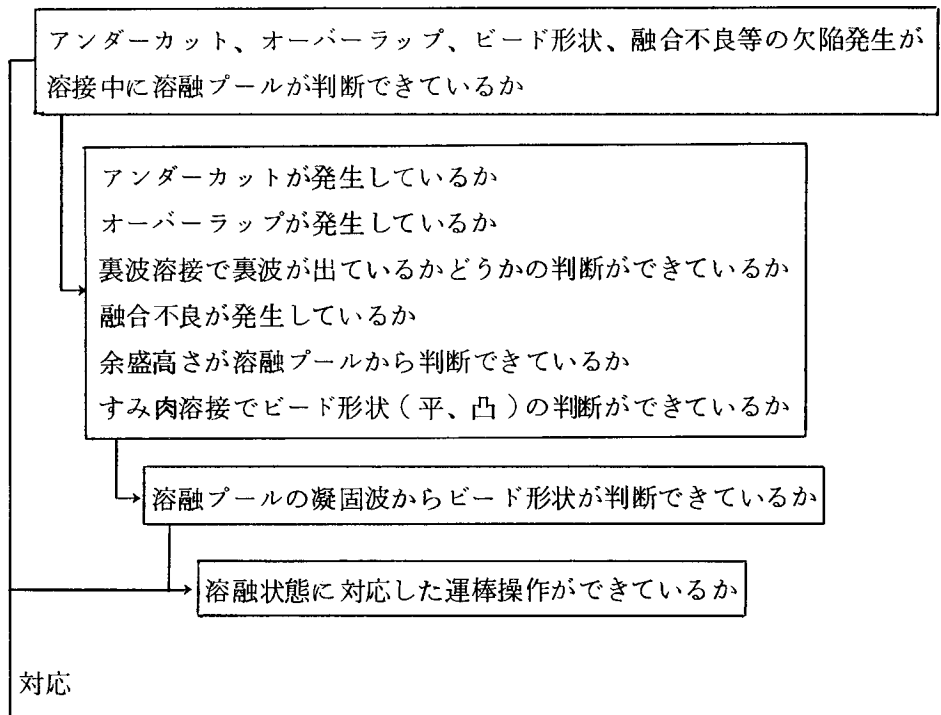 アンダーカット、オーバーラップ、ビード形状、融合不良等の欠陥発生が
溶接中に溶融プールが判断できているか
アンダーカットが発生しているか
オーバーラップが発生しているか
裏波溶接で裏波が出ているかどうかの判断ができているか
融合不良が発生しているか
余盛高さが溶融プールから判断できているか
すみ肉溶接でビード形状(平、凸)の判断ができているか
溶融プールの凝固波からビード形状が判断できているか
溶融状態に対応した運棒操作ができているか
対応